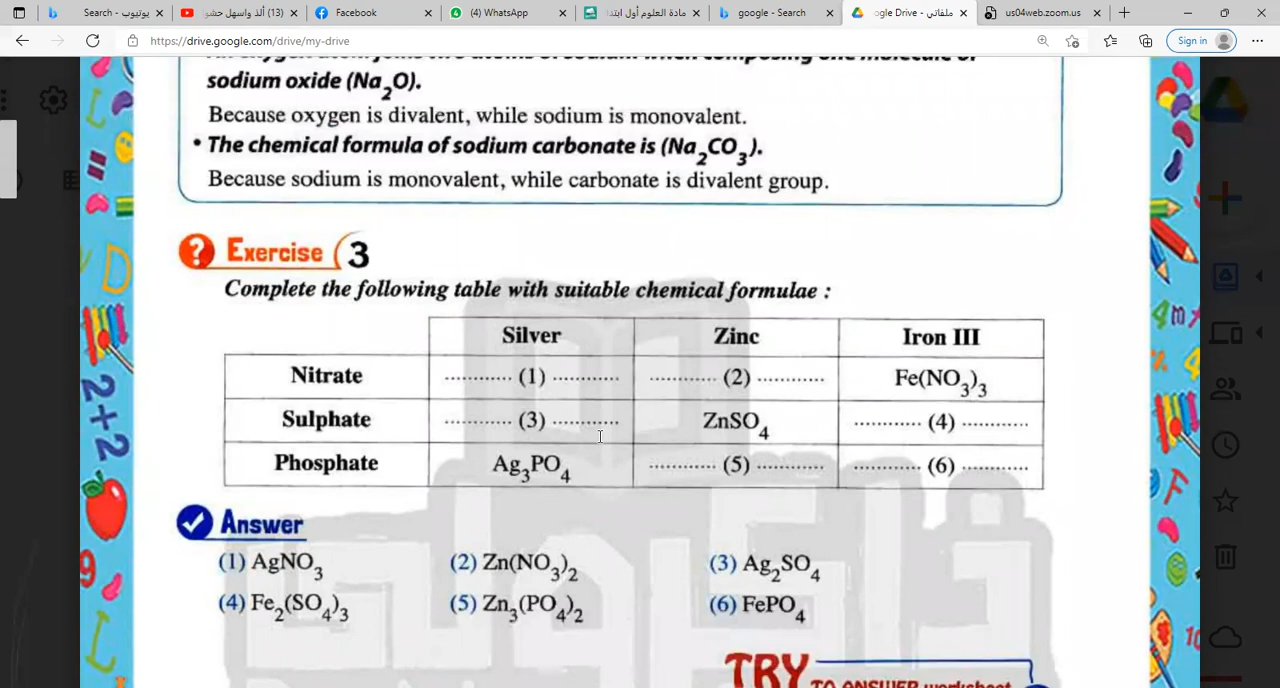 Search - يوتيوب
(13) ألذ واسهل حشو
Facebook
(4) WhatsApp
مادة العلوم أول ابتدا
google - Search
ogle Drive - ملفاتي
us04web.zoom.us
https://drive.google.com/drive/my-drive
Sign in
sodium oxide (Na₂O).
Because oxygen is divalent, while sodium is monovalent.
• The chemical formula of sodium carbonate is (Na₂CO₃).
Because sodium is monovalent, while carbonate is divalent group.
? Exercise 3
Complete the following table with suitable chemical formulae :
Silver Zinc Iron III
Nitrate ........... (1) ........... ........... (2) ........... Fe(NO₃)₃
Sulphate ........... (3) ........... ZnSO₄ ........... (4) ...........
Phosphate Ag₃PO₄ ........... (5) ........... ........... (6) ...........
Answer
(1) AgNO₃ (2) Zn(NO₃)₂ (3) Ag₂SO₄
(4) Fe₂(SO₄)₃ (5) Zn₃(PO₄)₂ (6) FePO₄
TRY
TO ANSWER worksheet